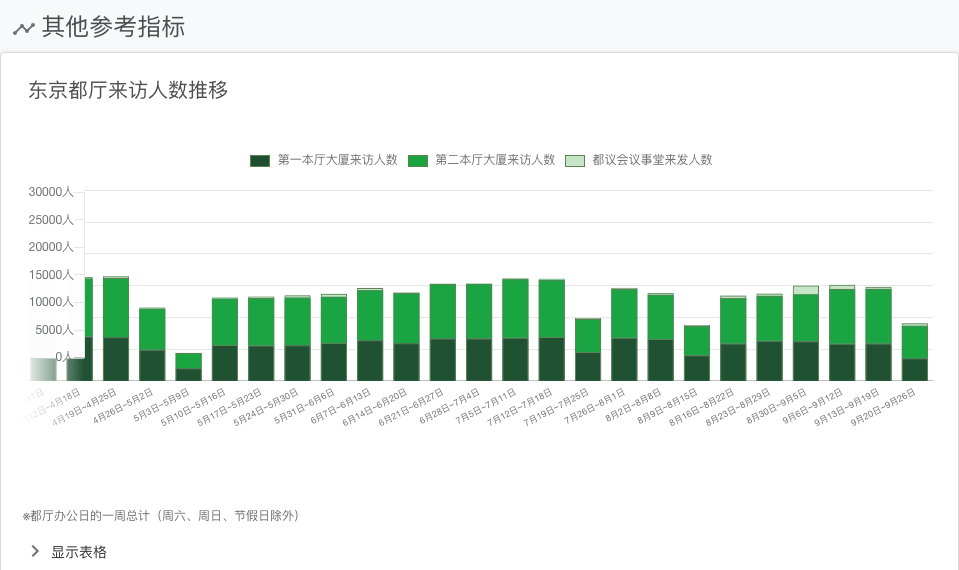 其他参考指标
东京都厅来访人数推移
第一本厅大厦来访人数 第二本厅大厦来访人数 都议会议事堂来发人数
30000人
25000人
20000人
15000人
10000人
5000人
0人
4月19日~4月25日
4月26日~5月2日
5月3日~5月9日
5月10日~5月16日
5月17日~5月23日
5月24日~5月30日
5月31日~6月6日
6月7日~6月13日
6月14日~6月20日
6月21日~6月27日
6月28日~7月4日
7月5日~7月11日
7月12日~7月18日
7月19日~7月25日
7月26日~8月1日
8月2日~8月8日
8月9日~8月15日
8月16日~8月22日
8月23日~8月29日
8月30日~9月5日
9月6日~9月12日
9月13日~9月19日
9月20日~9月26日
※都厅办公日的一周总计（周六、周日、节假日除外）
显示表格